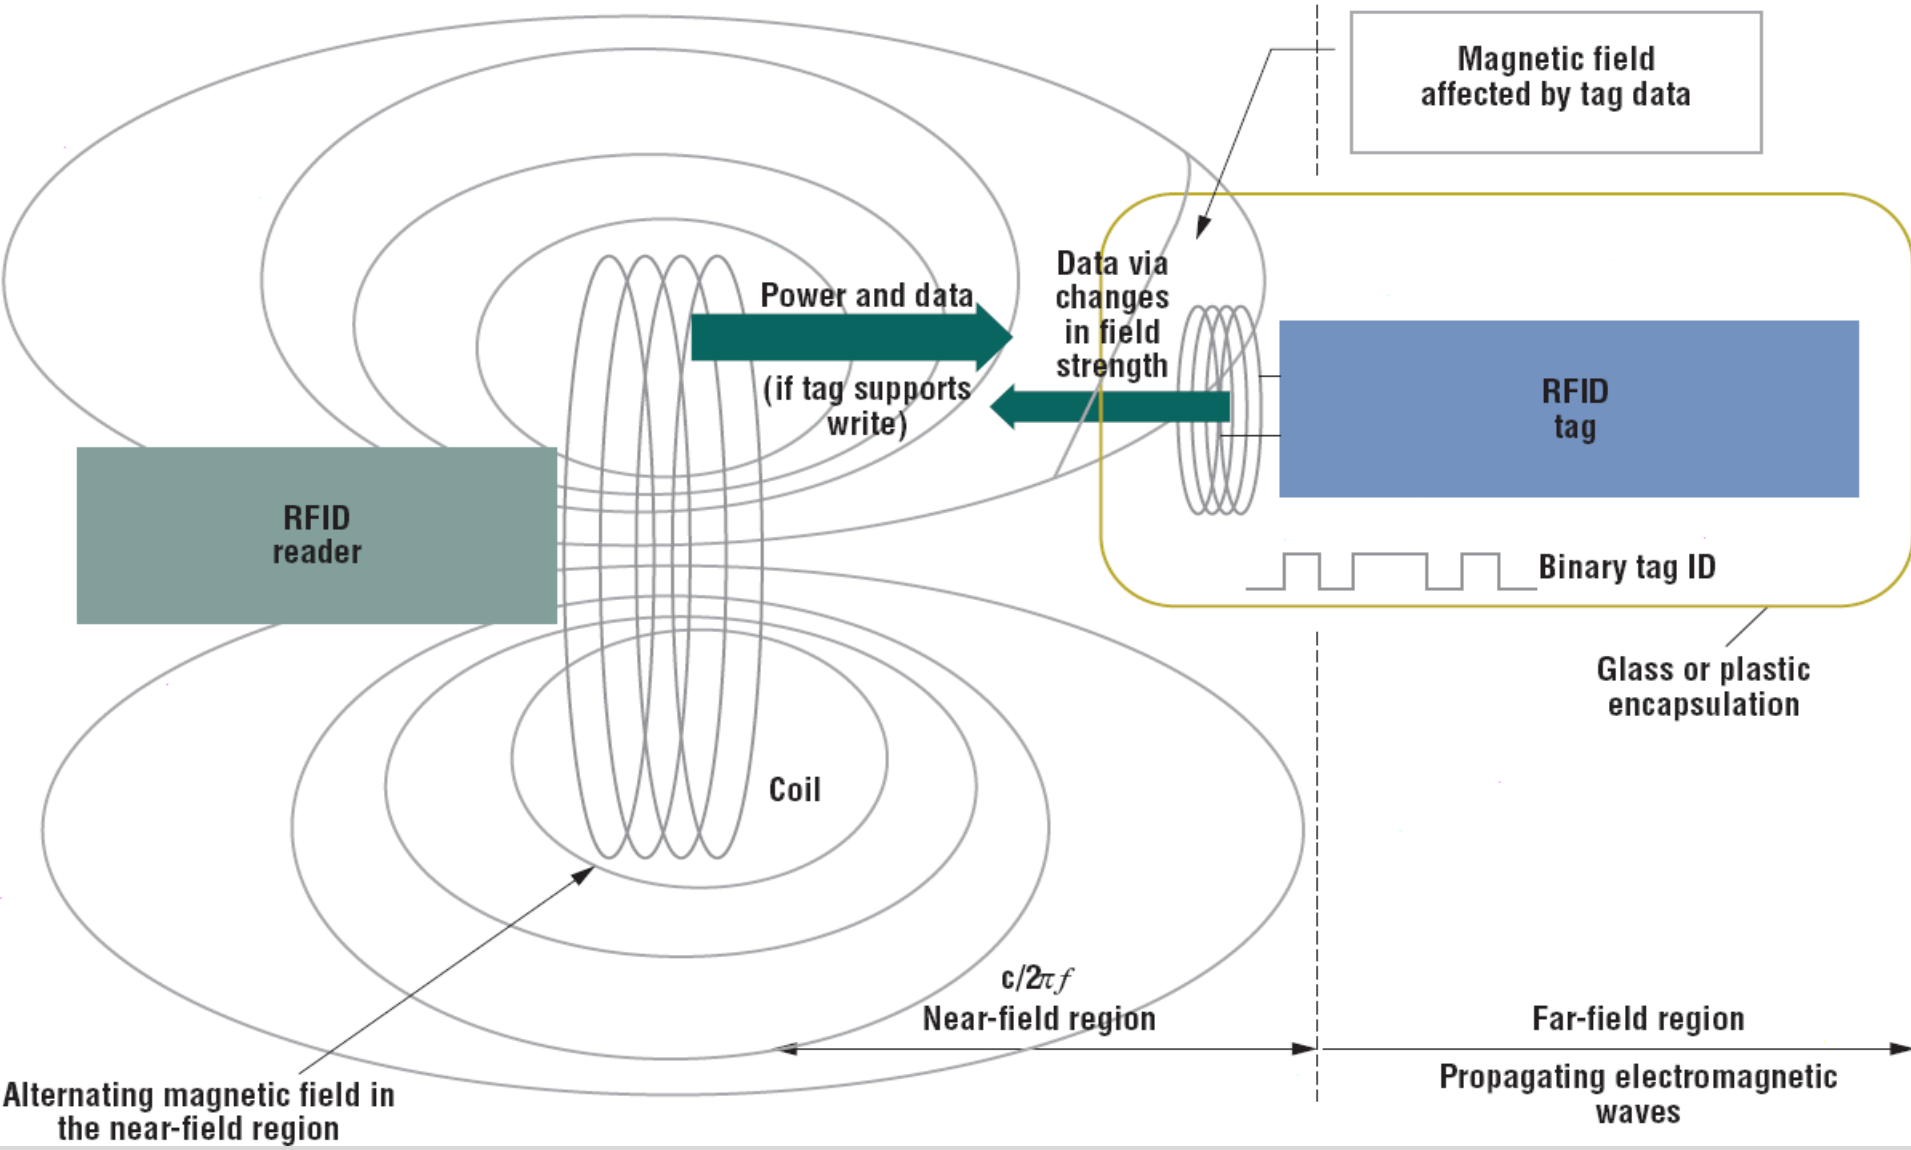 Magnetic field
affected by tag data
Data via
changes
in field
strength
Power and data
(if tag supports
write)
RFID
tag
RFID
reader
Binary tag ID
Glass or plastic
encapsulation
Coil
c/2πf
Near-field region
Far-field region
Propagating electromagnetic
waves
Alternating magnetic field in
the near-field region